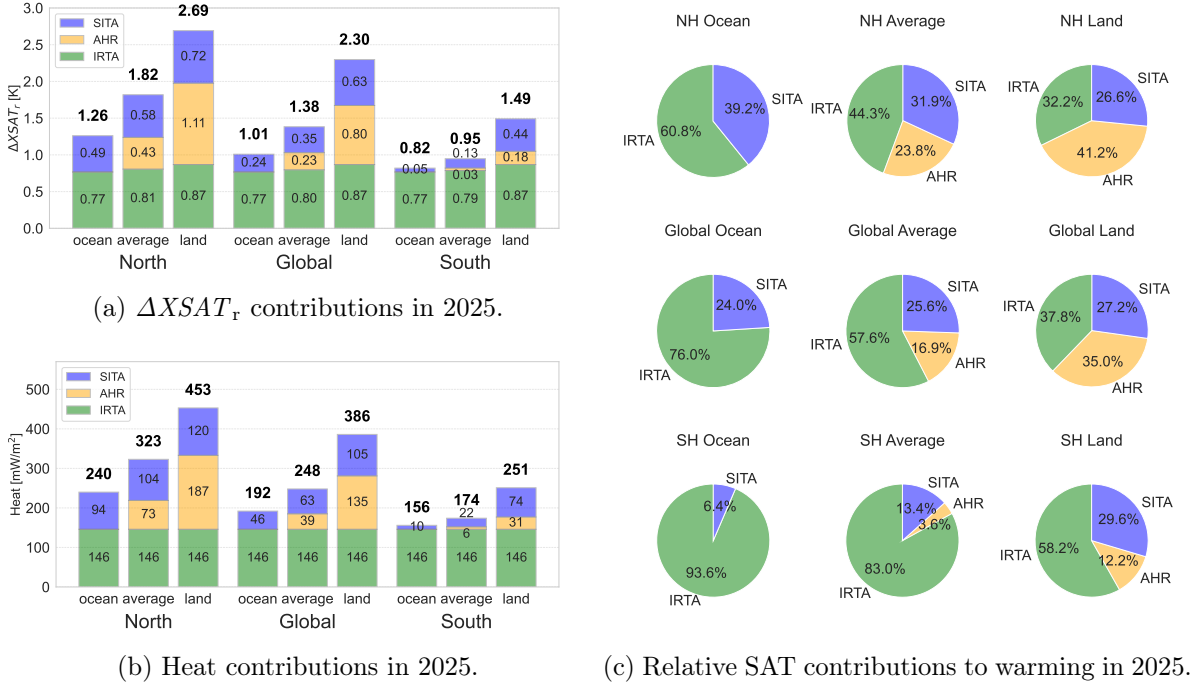 3.0
2.5
2.0
1.5
1.0
0.5
0.0
ΔXSATr [K]
SITA
AHR
IRTA
1.26 1.82 2.69 1.01 1.38 2.30 0.82 0.95 1.49
0.49 0.58 0.72 0.24 0.35 0.63 0.05 0.13 0.44
0.43 1.11 0.23 0.80 0.03 0.18
0.77 0.81 0.87 0.77 0.80 0.87 0.77 0.79 0.87
ocean average land ocean average land ocean average land
North Global South
(a) ΔXSAT r contributions in 2025.
500
400
300
200
100
0
Heat [mW/m²]
SITA
AHR
IRTA
240 323 453 192 248 386 156 174 251
94 104 120 46 63 105 10 22 74
73 187 39 135 6 31
146 146 146 146 146 146 146 146 146
ocean average land ocean average land ocean average land
North Global South
(b) Heat contributions in 2025.
NH Ocean
SITA
39.2%
IRTA
60.8%
NH Average
SITA
31.9%
IRTA
44.3%
23.8%
AHR
NH Land
SITA
26.6%
IRTA
32.2%
41.2%
AHR
Global Ocean
SITA
24.0%
76.0%
IRTA
Global Average
SITA
25.6%
IRTA
57.6%
16.9%
AHR
Global Land
SITA
27.2%
IRTA
37.8%
35.0%
AHR
SH Ocean
SITA
6.4%
93.6%
IRTA
SH Average
SITA
13.4%
AHR
3.6%
83.0%
IRTA
SH Land
SITA
29.6%
IRTA
58.2%
12.2%
AHR
(c) Relative SAT contributions to warming in 2025.